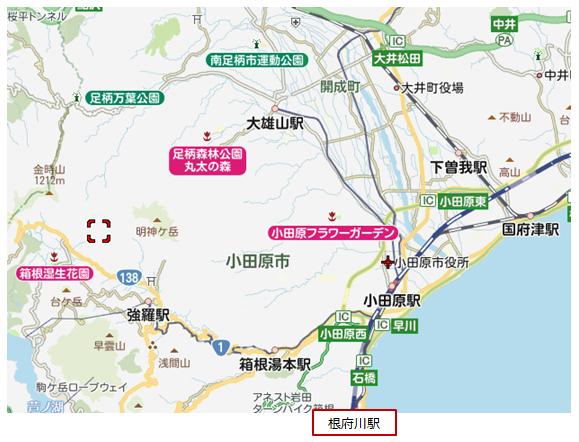 桜平トンネル
中井
PA
IC
南足柄市運動公園
大井松田
中井
開成町
大井町役場
足柄万葉公園
大雄山駅
不動山
足柄森林公園
丸太の森
下曽我駅
金時山
1212m
高山
IC
小田原東
国府津駅
明神ケ岳
小田原フラワーガーデン
小田原市
小田原市役所
箱根湿生花園
138
台ケ岳
小田原駅
強羅駅
IC
IC
早川
小田原西
早雲山
1
浅間山
箱根湯本駅
IC
石橋
駒ケ岳ロープウェイ
アネスト岩田
ターンパイク箱根
芦ノ湖
根府川駅